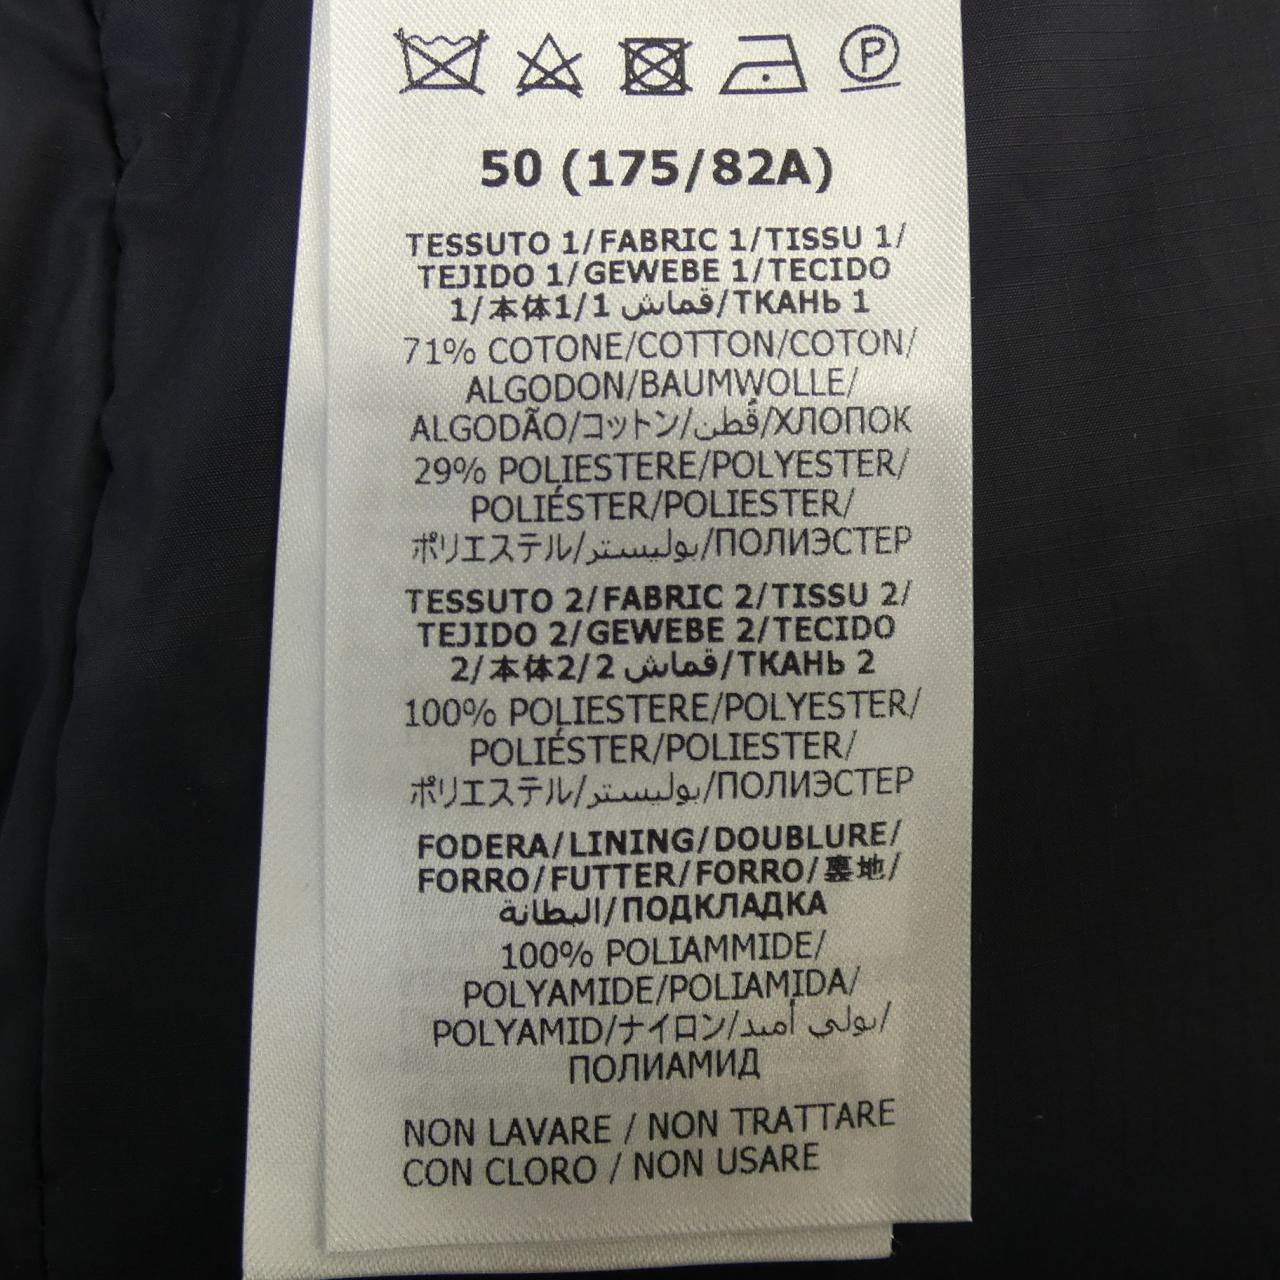 50 (175/82A)
TESSUTO 1/FABRIC 1/TISSU 1/
TEJIDO 1/GEWEBE 1/TECIDO
1/本体1/1 قماش/ТКАНЬ 1
71% COTONE/COTTON/COTON/
ALGODON/BAUMWOLLE/
ALGODÃO/コットン/قُطن/ХЛОПОК
29% POLIESTERE/POLYESTER/
POLIÉSTER/POLIESTER/
ポリエステル/بوليستر/ПОЛИЭСТЕР
TESSUTO 2/FABRIC 2/TISSU 2/
TEJIDO 2/GEWEBE 2/TECIDO
2/本体2/2 قماش/ТКАНЬ 2
100% POLIESTERE/POLYESTER/
POLIÉSTER/POLIESTER/
ポリエステル/بوليستر/ПОЛИЭСТЕР
FODERA/LINING/DOUBLURE/
FORRO/FUTTER/FORRO/裏地/
البطانة/ПОДКЛАДКА
100% POLIAMMIDE/
POLYAMIDE/POLIAMIDA/
POLYAMID/ナイロン/بولي أميد/
ПОЛИАМИД
NON LAVARE / NON TRATTARE
CON CLORO / NON USARE